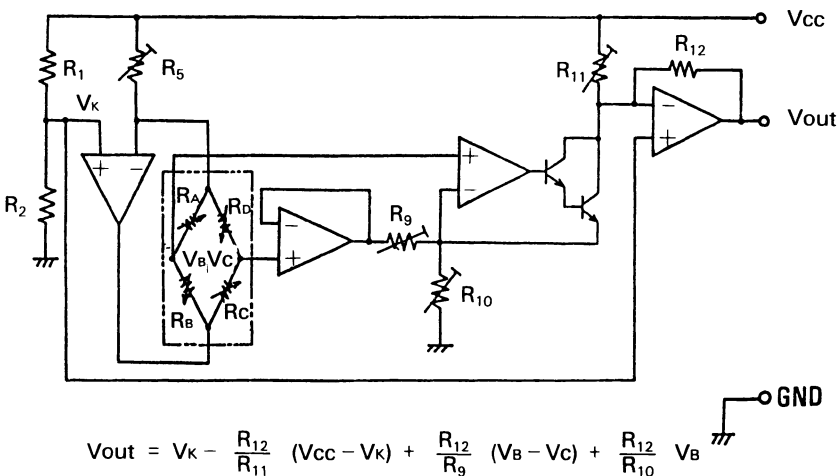 Vcc
R1
R5
R11
R12
VK
+ −
−
+
Vout
R2
RA
RD
VB
VC
RB
RC
−
+
R9
+
−
R10
GND
Vout = VK − R12/R11 (Vcc − VK) + R12/R9 (VB − VC) + R12/R10 VB